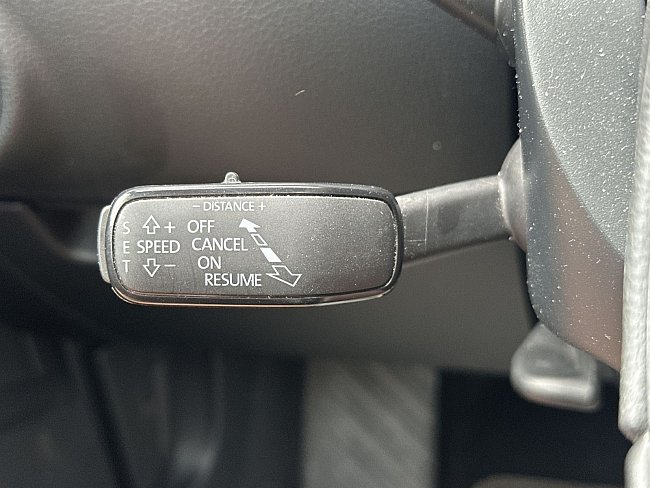 − DISTANCE +
S + OFF
E SPEED CANCEL
T − ON
RESUME